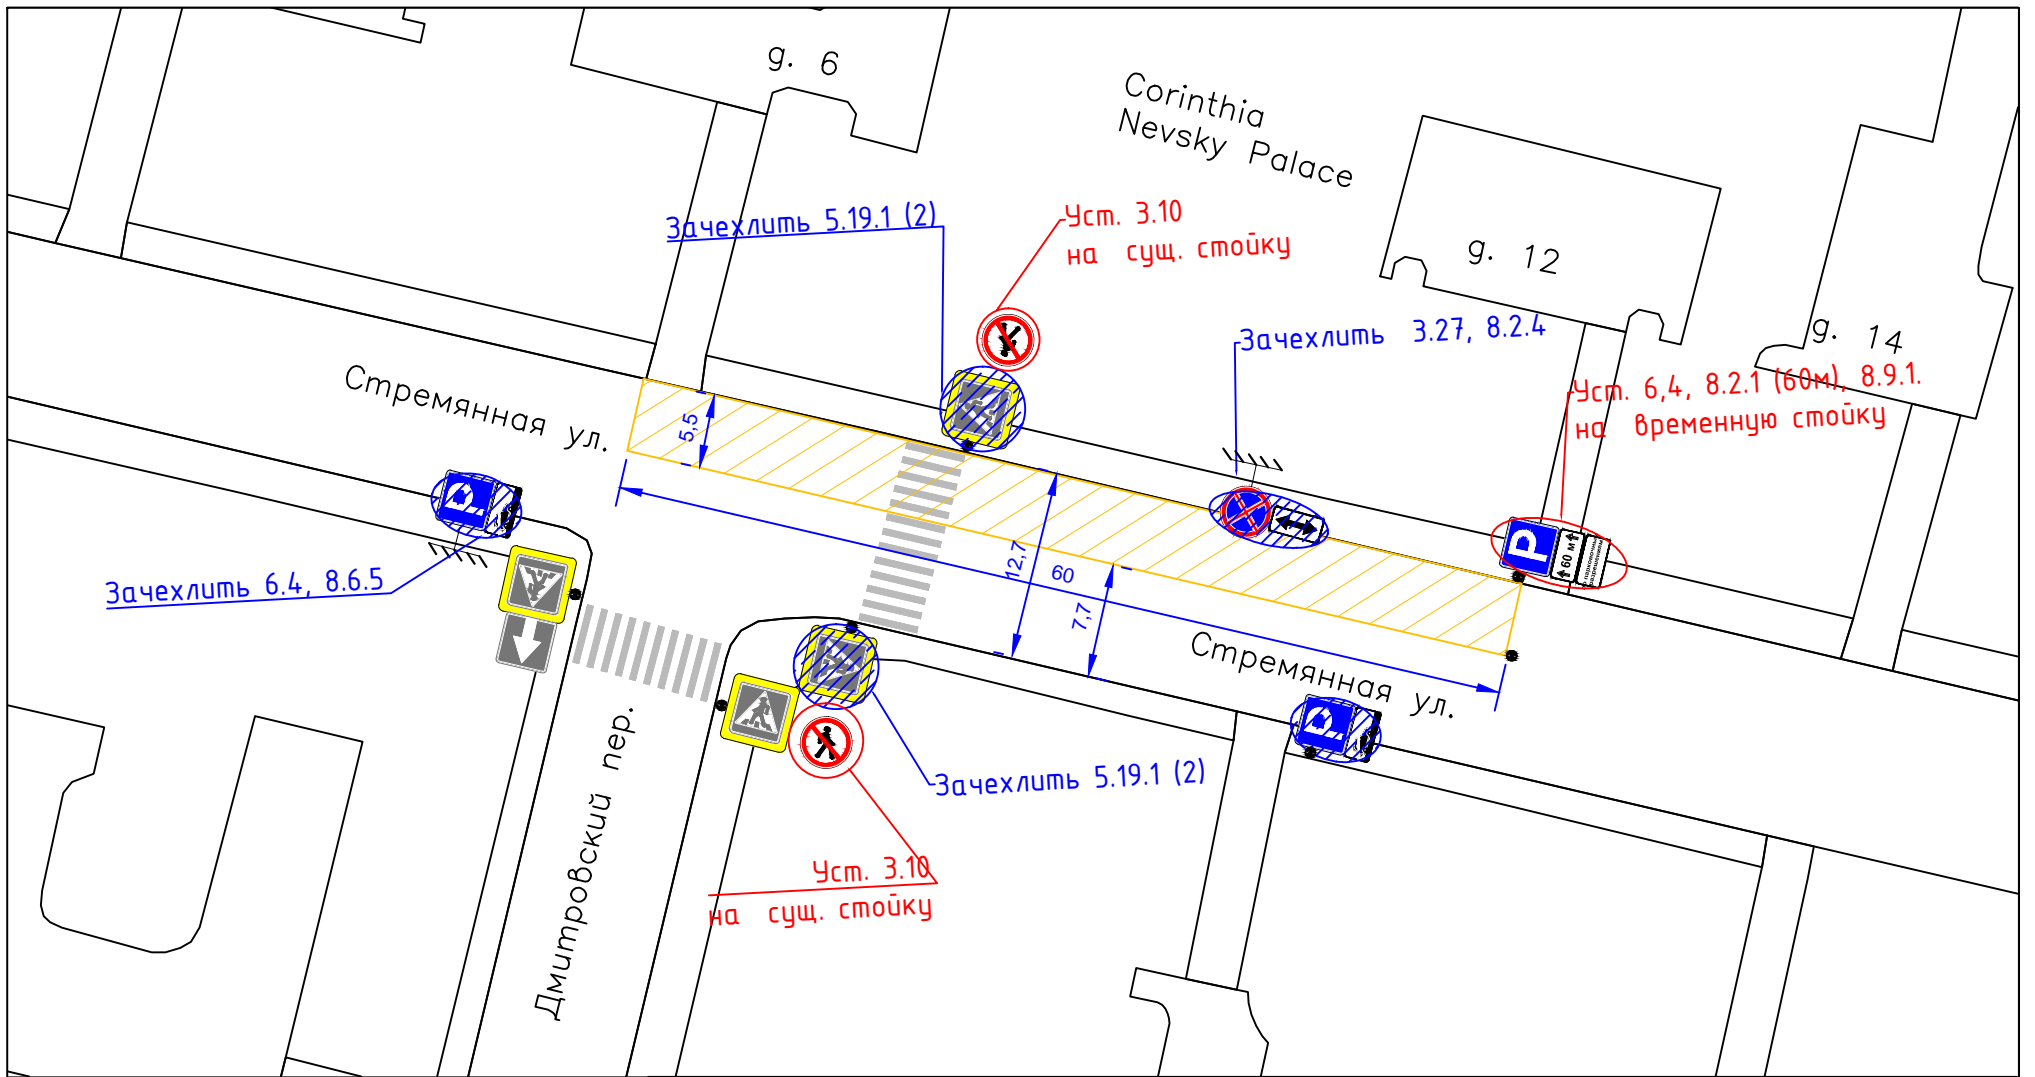 д. 6
Corinthia
Nevsky Palace
Зачехлить 5.19.1 (2)
Уст. 3.10
на сущ. стойку
д. 12
д. 14
Зачехлить 3.27, 8.2.4
Уст. 6,4, 8.2.1 (60м), 8.9.1.
на временную стойку
Стремянная ул.
5,5
12,7
60
7,7
P
60 м
Зачехлить 6.4, 8.6.5
Стремянная ул.
Дмитровский пер.
Зачехлить 5.19.1 (2)
Уст. 3.10
на сущ. стойку